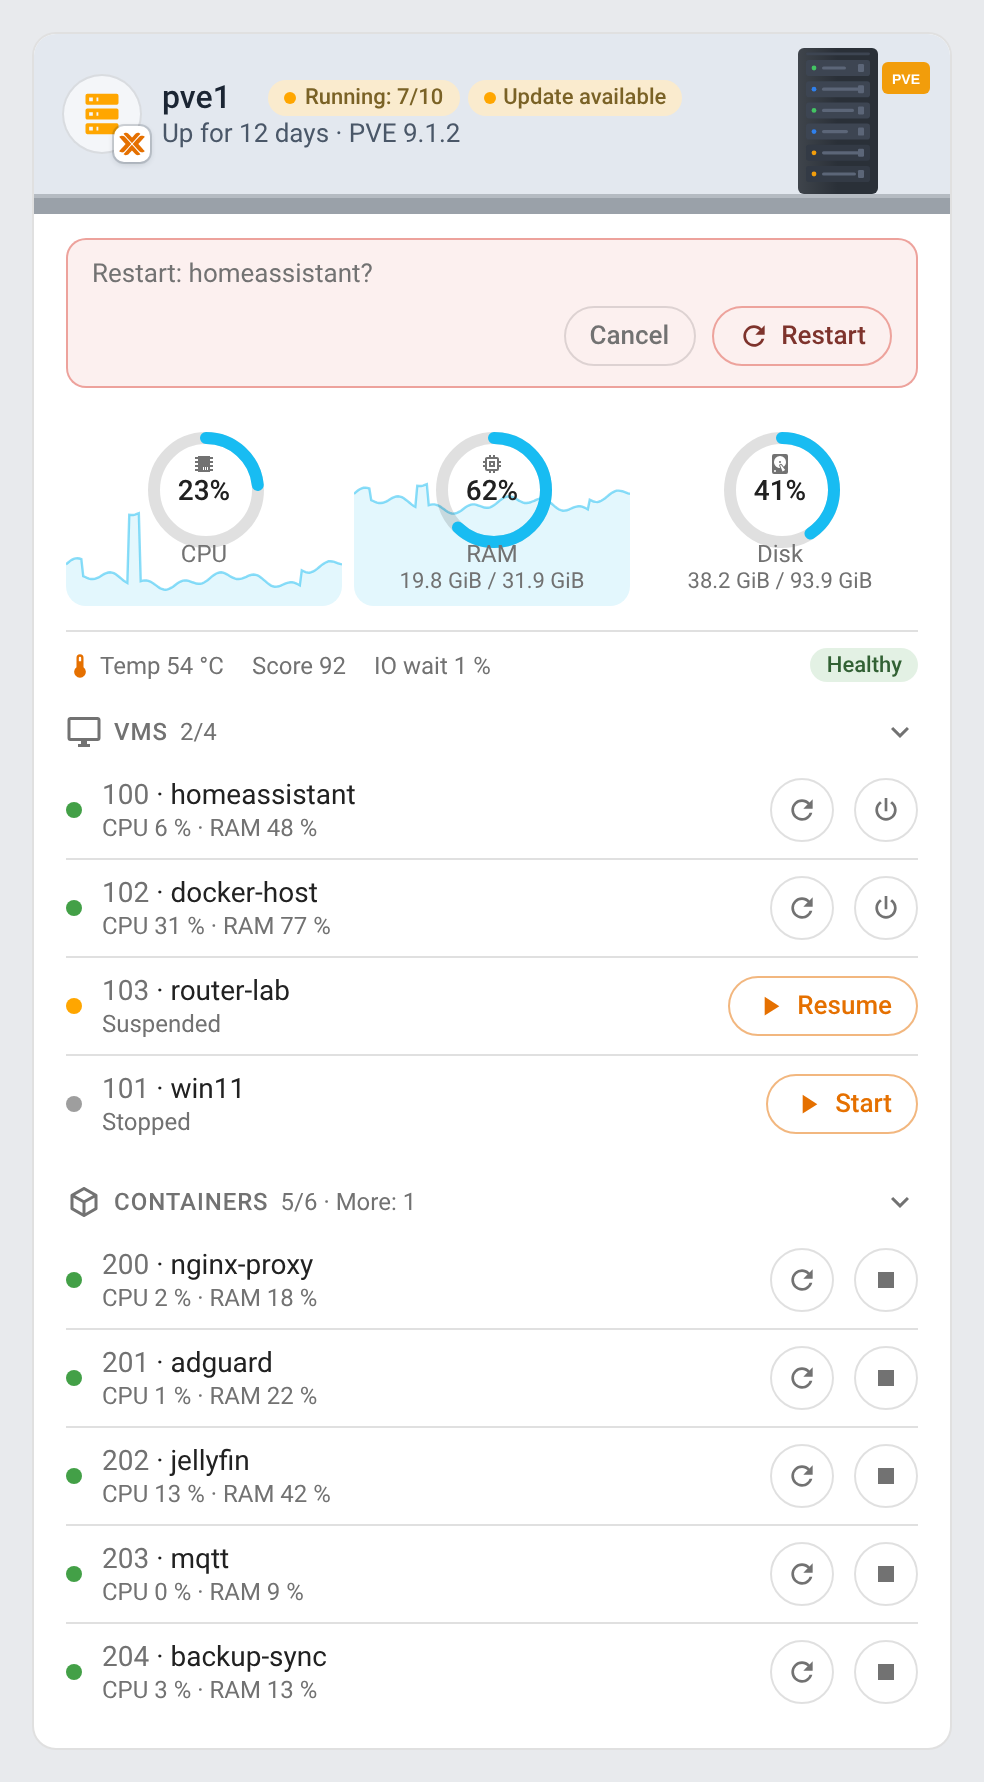 pve1
Running: 7/10
Update available
Up for 12 days · PVE 9.1.2
PVE
Restart: homeassistant?
Cancel
Restart
23%
CPU
62%
RAM
19.8 GiB / 31.9 GiB
41%
Disk
38.2 GiB / 93.9 GiB
Temp 54 °C
Score 92
IO wait 1 %
Healthy
VMS 2/4
100 · homeassistant
CPU 6 % · RAM 48 %
102 · docker-host
CPU 31 % · RAM 77 %
103 · router-lab
Suspended
Resume
101 · win11
Stopped
Start
CONTAINERS 5/6 · More: 1
200 · nginx-proxy
CPU 2 % · RAM 18 %
201 · adguard
CPU 1 % · RAM 22 %
202 · jellyfin
CPU 13 % · RAM 42 %
203 · mqtt
CPU 0 % · RAM 9 %
204 · backup-sync
CPU 3 % · RAM 13 %